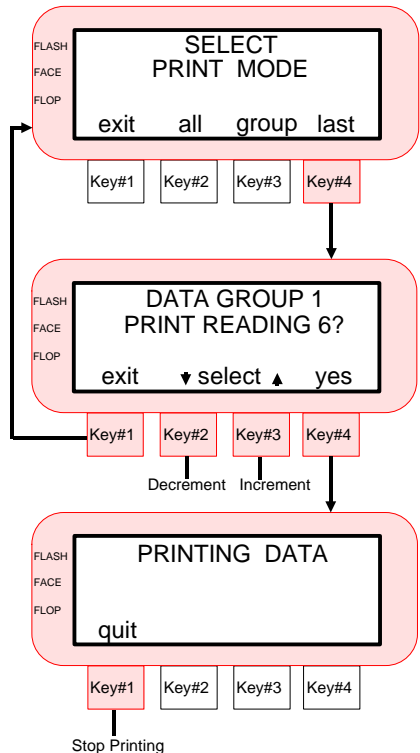 SELECT
FLASH
PRINT MODE
FACE
FLOP
exit all group last
Key#1 Key#2 Key#3 Key#4
DATA GROUP 1
FLASH
PRINT READING 6?
FACE
FLOP
exit select yes
Key#1 Key#2 Key#3 Key#4
Decrement Increment
PRINTING DATA
FLASH
FACE
FLOP
quit
Key#1 Key#2 Key#3 Key#4
Stop Printing